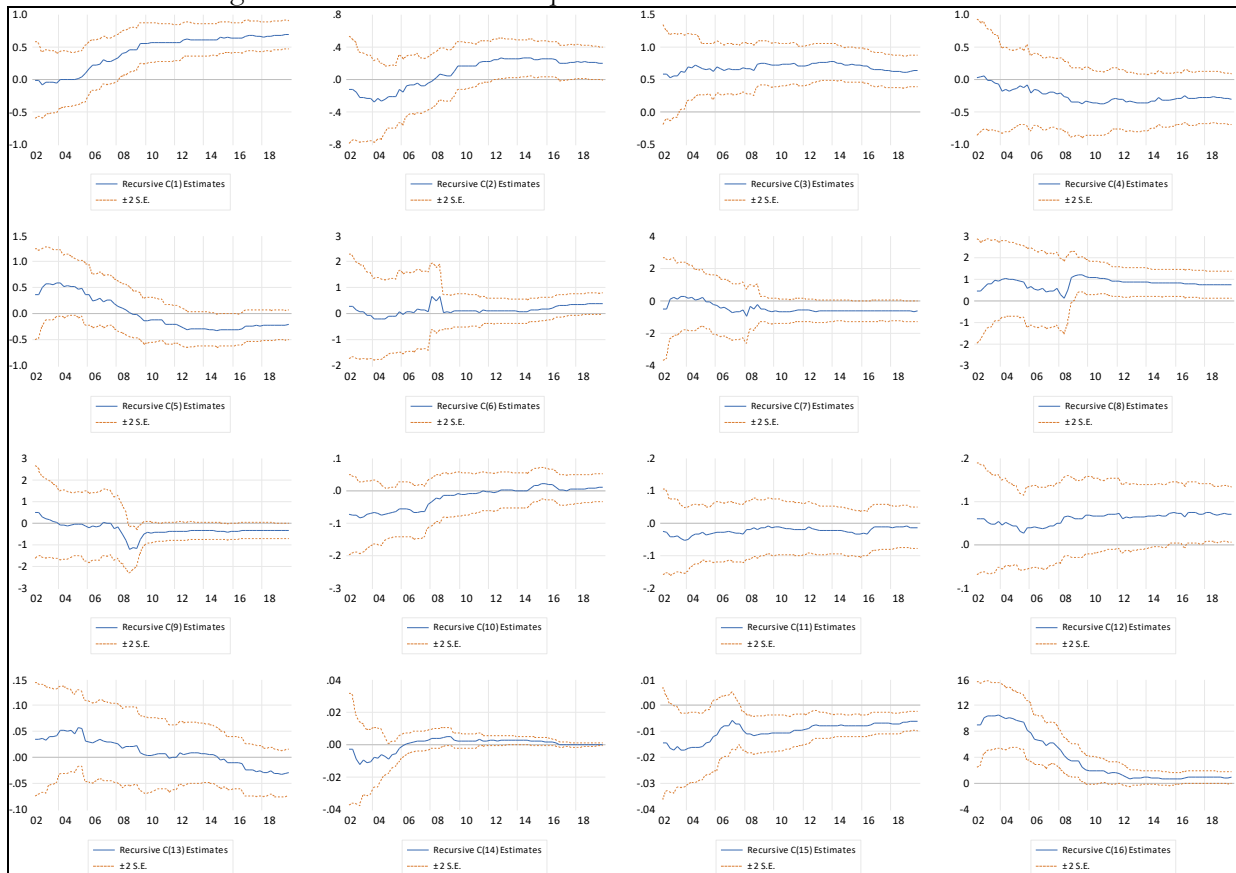 1.0
0.5
0.0
-0.5
-1.0
02 04 06 08 10 12 14 16 18
Recursive C(1) Estimates
± 2 S.E.
.8
.4
.0
-.4
-.8
02 04 06 08 10 12 14 16 18
Recursive C(2) Estimates
± 2 S.E.
1.5
1.0
0.5
0.0
-0.5
02 04 06 08 10 12 14 16 18
Recursive C(3) Estimates
± 2 S.E.
1.0
0.5
0.0
-0.5
-1.0
02 04 06 08 10 12 14 16 18
Recursive C(4) Estimates
± 2 S.E.
1.5
1.0
0.5
0.0
-0.5
-1.0
02 04 06 08 10 12 14 16 18
Recursive C(5) Estimates
± 2 S.E.
3
2
1
0
-1
-2
02 04 06 08 10 12 14 16 18
Recursive C(6) Estimates
± 2 S.E.
4
2
0
-2
-4
02 04 06 08 10 12 14 16 18
Recursive C(7) Estimates
± 2 S.E.
3
2
1
0
-1
-2
-3
02 04 06 08 10 12 14 16 18
Recursive C(8) Estimates
± 2 S.E.
3
2
1
0
-1
-2
-3
02 04 06 08 10 12 14 16 18
Recursive C(9) Estimates
± 2 S.E.
.1
.0
-.1
-.2
-.3
02 04 06 08 10 12 14 16 18
Recursive C(10) Estimates
± 2 S.E.
.2
.1
.0
-.1
-.2
02 04 06 08 10 12 14 16 18
Recursive C(11) Estimates
± 2 S.E.
.2
.1
.0
-.1
02 04 06 08 10 12 14 16 18
Recursive C(12) Estimates
± 2 S.E.
.15
.10
.05
.00
-.05
-.10
02 04 06 08 10 12 14 16 18
Recursive C(13) Estimates
± 2 S.E.
.04
.02
.00
-.02
-.04
02 04 06 08 10 12 14 16 18
Recursive C(14) Estimates
± 2 S.E.
.01
.00
-.01
-.02
-.03
-.04
02 04 06 08 10 12 14 16 18
Recursive C(15) Estimates
± 2 S.E.
16
12
8
4
0
-4
02 04 06 08 10 12 14 16 18
Recursive C(16) Estimates
± 2 S.E.